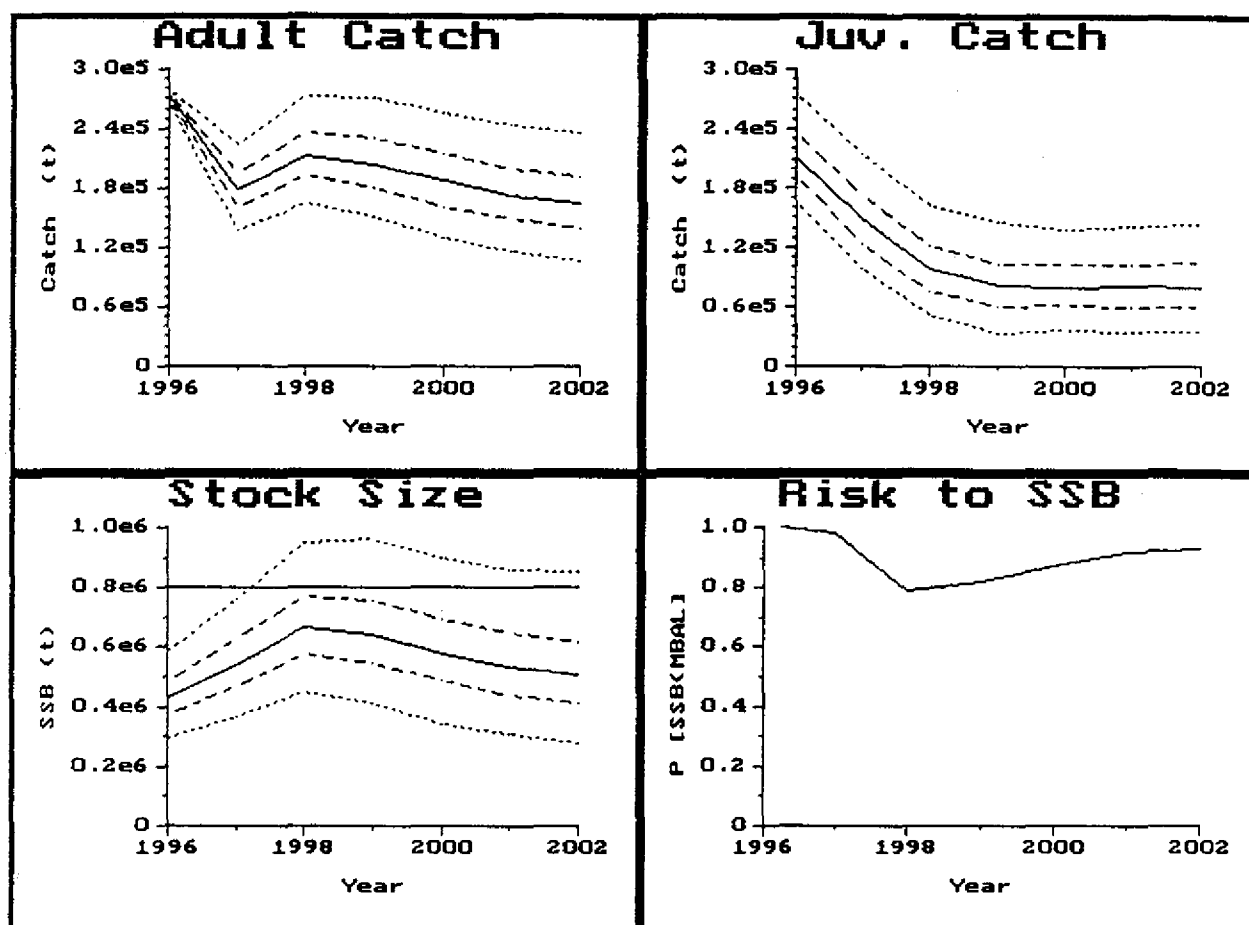 Adult Catch
3.0e5
2.4e5
1.8e5
1.2e5
0.6e5
0
Catch (t)
1996 1998 2000 2002
Year
Juv. Catch
3.0e5
2.4e5
1.8e5
1.2e5
0.6e5
0
Catch (t)
1996 1998 2000 2002
Year
Stock Size
1.0e6
0.8e6
0.6e6
0.4e6
0.2e6
0
SSB (t)
1996 1998 2000 2002
Year
Risk to SSB
1.0
0.8
0.6
0.4
0.2
0
P [SSB<MBAL]
1996 1998 2000 2002
Year